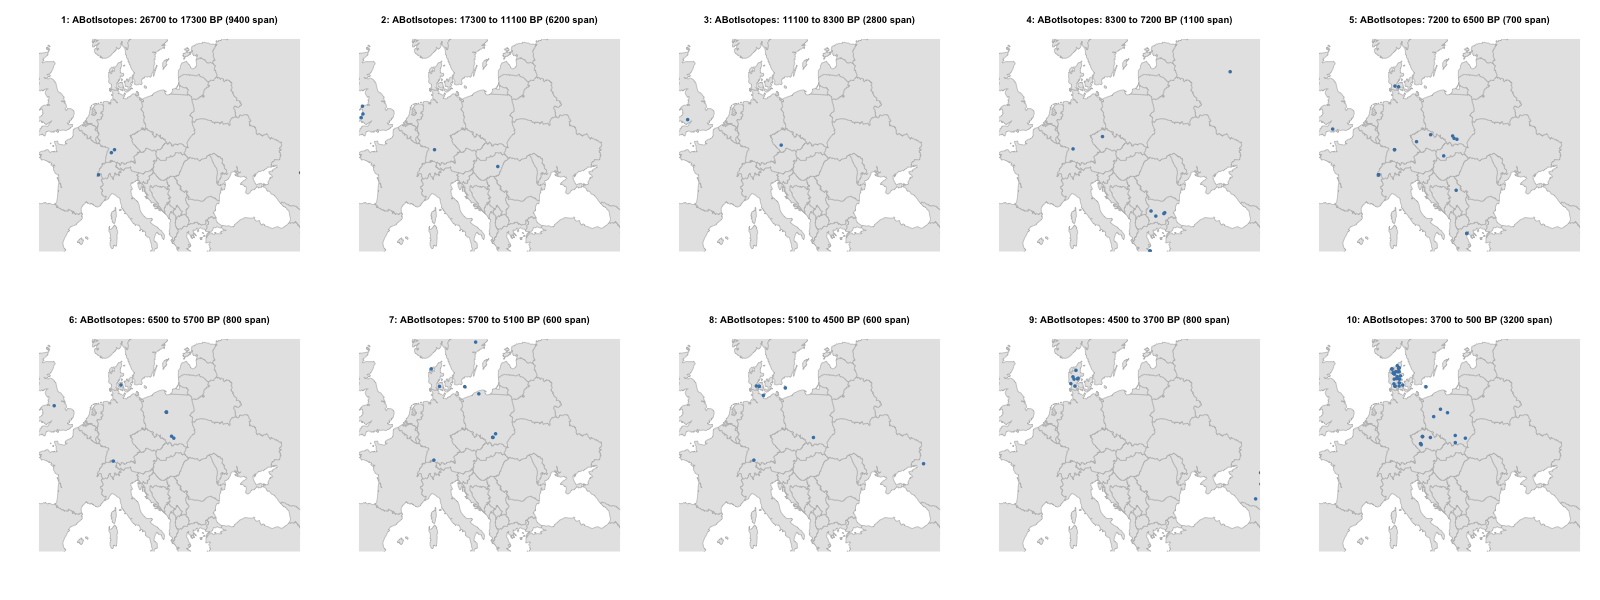 1: ABotIsotopes: 26700 to 17300 BP (9400 span)
2: ABotIsotopes: 17300 to 11100 BP (6200 span)
3: ABotIsotopes: 11100 to 8300 BP (2800 span)
4: ABotIsotopes: 8300 to 7200 BP (1100 span)
5: ABotIsotopes: 7200 to 6500 BP (700 span)
6: ABotIsotopes: 6500 to 5700 BP (800 span)
7: ABotIsotopes: 5700 to 5100 BP (600 span)
8: ABotIsotopes: 5100 to 4500 BP (600 span)
9: ABotIsotopes: 4500 to 3700 BP (800 span)
10: ABotIsotopes: 3700 to 500 BP (3200 span)